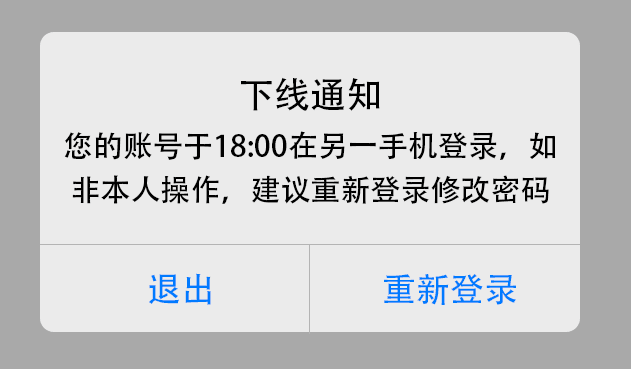 下线通知
您的账号于18:00在另一手机登录，如
非本人操作，建议重新登录修改密码
退出
重新登录